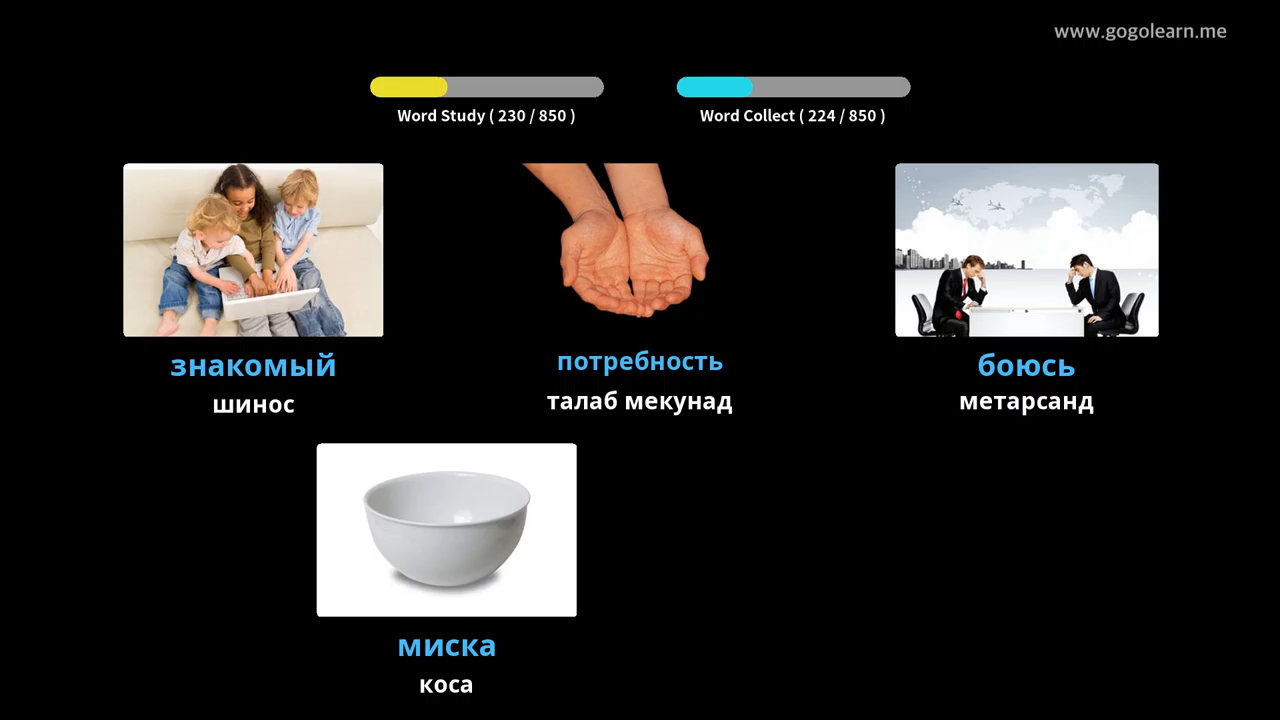 www.gogolearn.me
Word Study ( 230 / 850 )
Word Collect ( 224 / 850 )
знакомый
шинос
потребность
талаб мекунад
боюсь
метарсанд
миска
коса